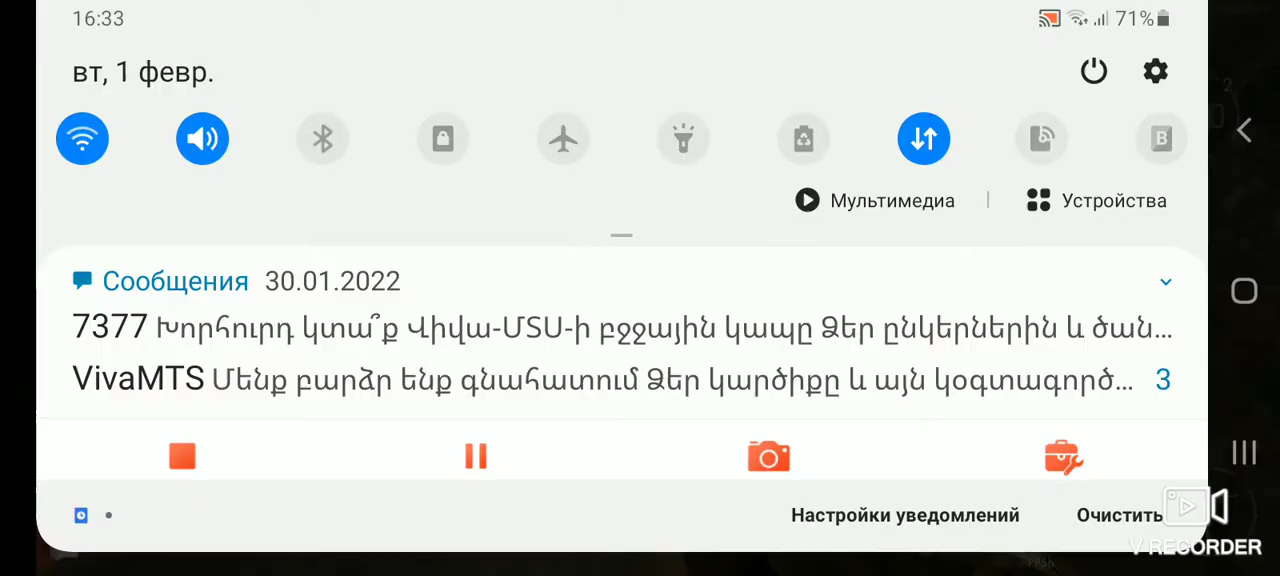 16:33
71%
вт, 1 февр.
Мультимедиа | Устройства
Сообщения 30.01.2022
7377 Խորհուրդ կտա՞ք Վիվա-ՄՏՍ-ի բջջային կապը Ձեր ընկերներին և ծան...
VivaMTS Մենք բարձր ենք գնահատում Ձեր կարծիքը և այն կօգտագործ... 3
Настройки уведомлений
Очистить
V RECORDER